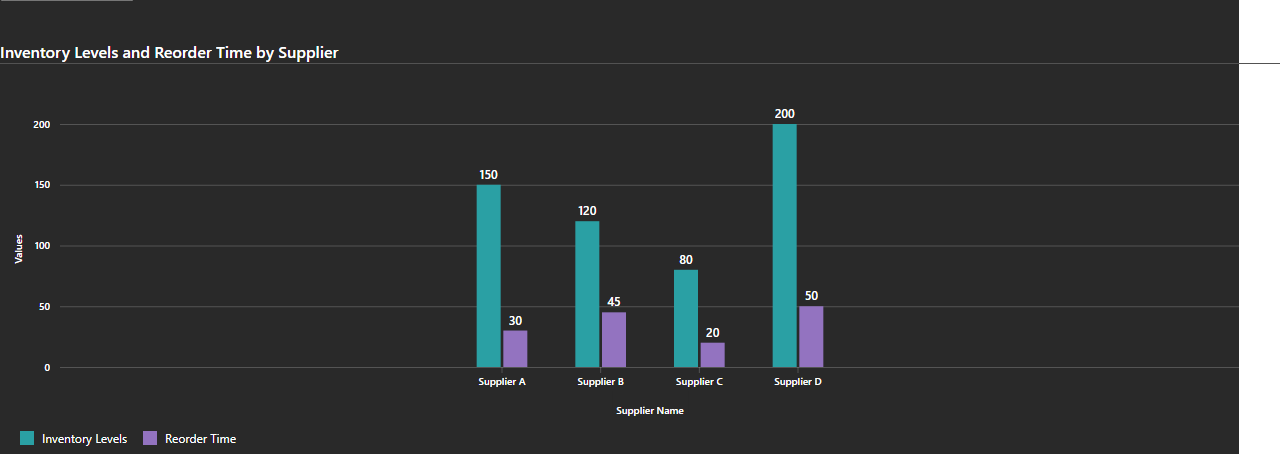 Inventory Levels and Reorder Time by Supplier
200
150
100
50
0
Values
150
30
120
45
80
20
200
50
Supplier A
Supplier B
Supplier C
Supplier D
Supplier Name
Inventory Levels
Reorder Time